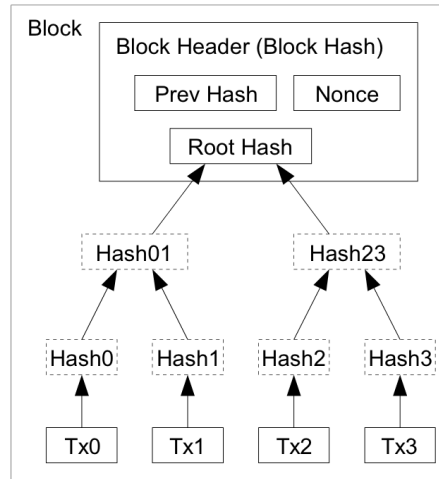 Block
Block Header (Block Hash)
Prev Hash Nonce
Root Hash
Hash01 Hash23
Hash0 Hash1 Hash2 Hash3
Tx0 Tx1 Tx2 Tx3